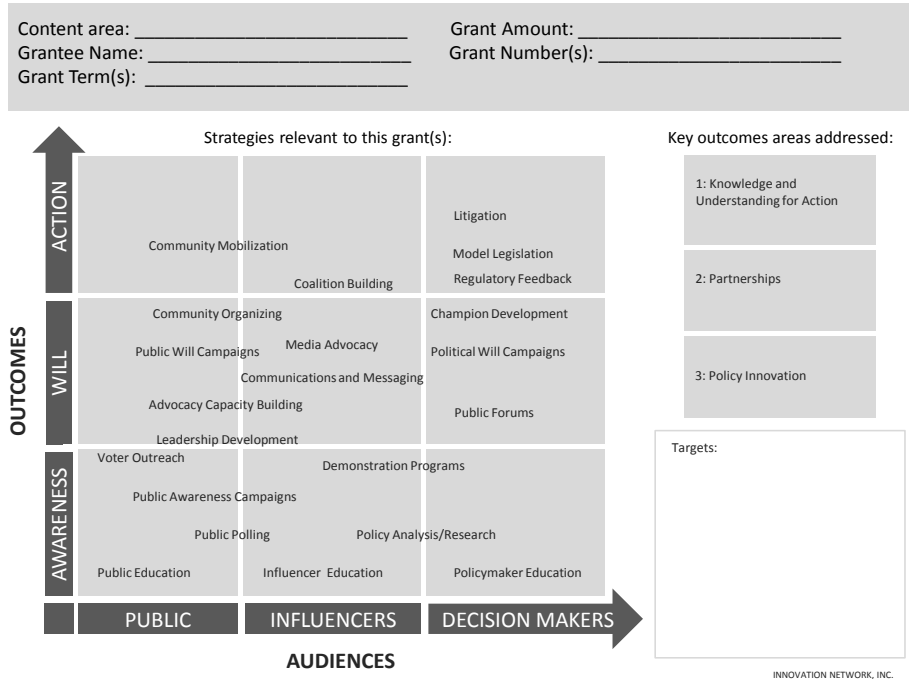 Content area: ____________________________
Grant Amount: ___________________________
Grantee Name: ___________________________
Grant Number(s): _________________________
Grant Term(s): ___________________________
Strategies relevant to this grant(s):
Key outcomes areas addressed:
OUTCOMES
ACTION
WILL
AWARENESS
Litigation
Community Mobilization
Model Legislation
Coalition Building
Regulatory Feedback
Community Organizing
Champion Development
Public Will Campaigns
Media Advocacy
Political Will Campaigns
Communications and Messaging
Advocacy Capacity Building
Public Forums
Leadership Development
Voter Outreach
Demonstration Programs
Public Awareness Campaigns
Public Polling
Policy Analysis/Research
Public Education
Influencer Education
Policymaker Education
PUBLIC
INFLUENCERS
DECISION MAKERS
AUDIENCES
1: Knowledge and
Understanding for Action
2: Partnerships
3: Policy Innovation
Targets:
INNOVATION NETWORK, INC.